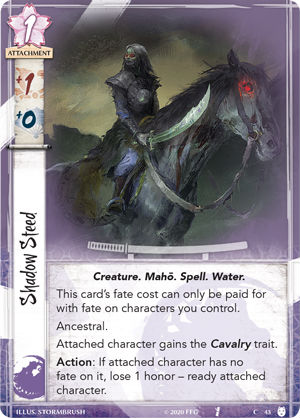 1
ATTACHMENT
+1
+0
Shadow Steed
Creature. Mahō. Spell. Water.
This card's fate cost can only be paid for
with fate on characters you control.
Ancestral.
Attached character gains the Cavalry trait.
Action: If attached character has no
fate on it, lose 1 honor – ready attached
character.
ILLUS. STORMBRUSH
© 2020 FFG
C 43